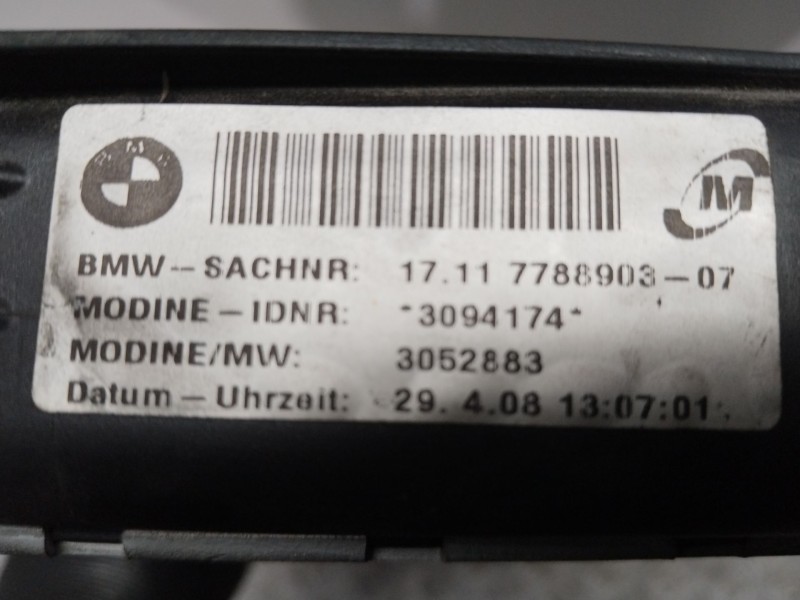 BMW
BMW--SACHNR: 17.11 7788903-07
MODINE-IDNR: *3094174*
MODINE/MW: 3052883
Datum-Uhrzeit: 29. 4.08 13:07:01
M